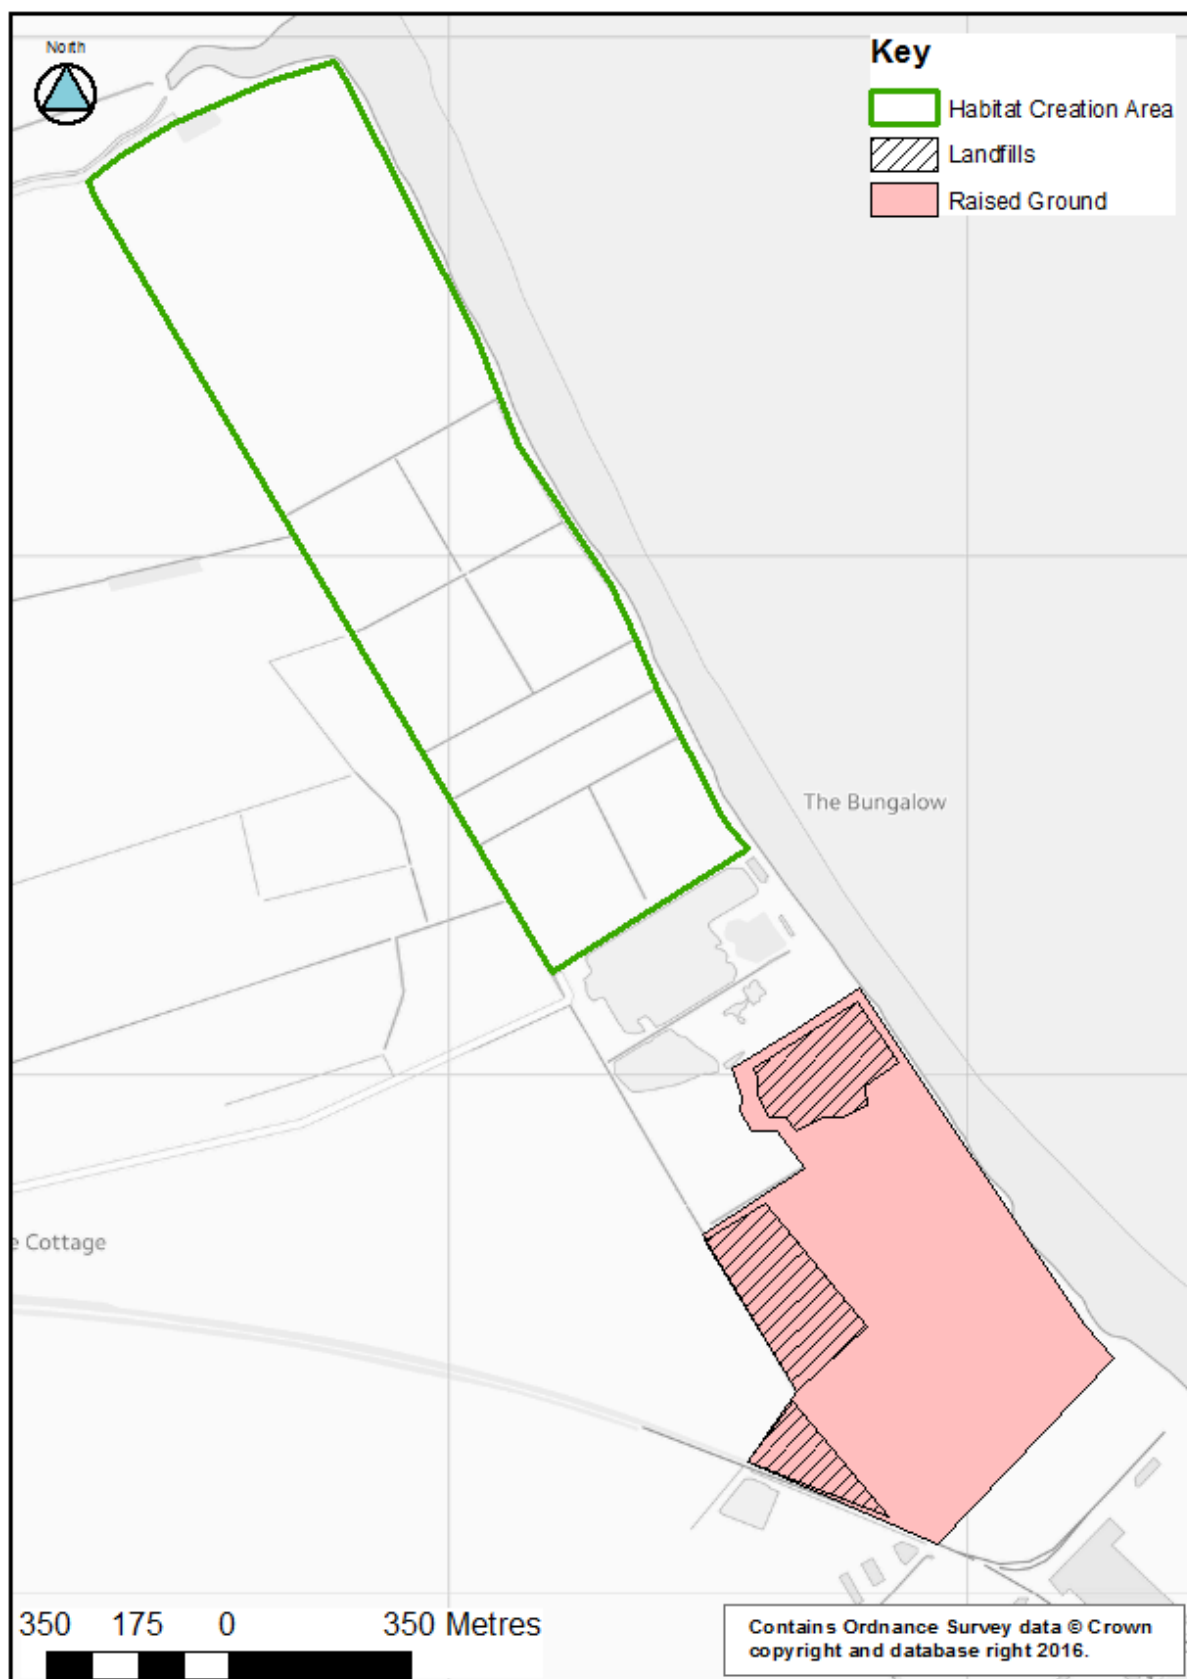 North
Key
Habitat Creation Area
Landfills
Raised Ground
The Bungalow
e Cottage
350 175 0 350 Metres
Contains Ordnance Survey data © Crown
copyright and database right 2016.